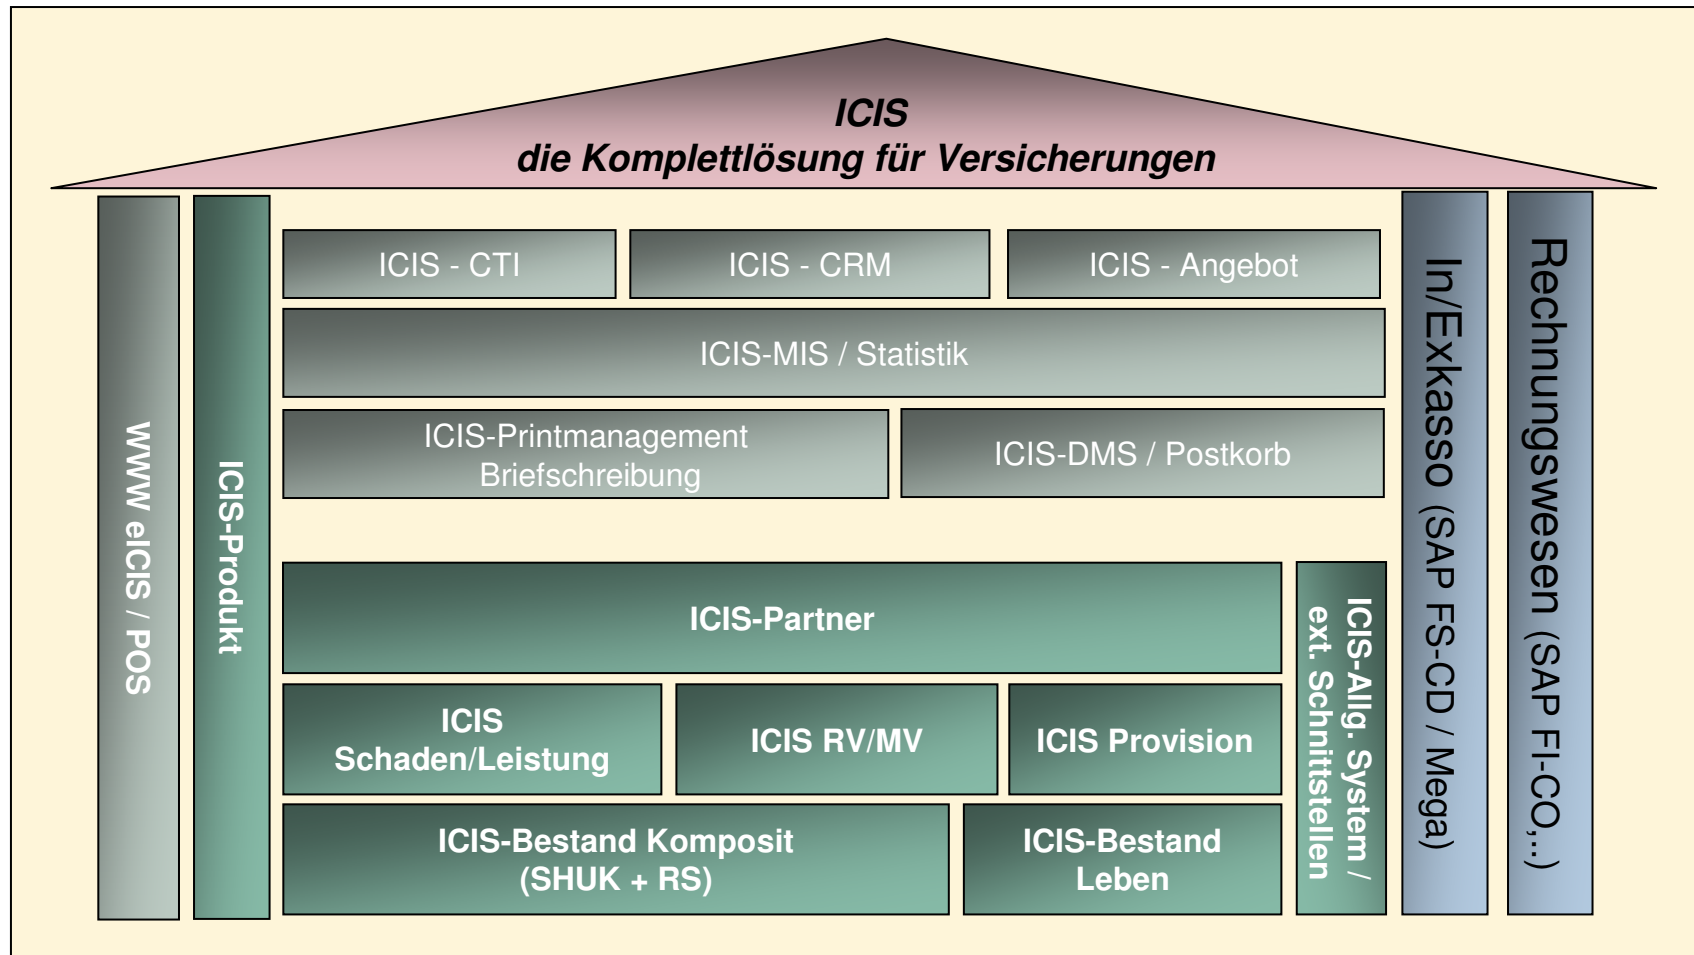 ICIS
die Komplettlösung für Versicherungen
WWW eICIS / POS
ICIS-Produkt
ICIS - CTI
ICIS - CRM
ICIS - Angebot
ICIS-MIS / Statistik
ICIS-Printmanagement
Briefschreibung
ICIS-DMS / Postkorb
ICIS-Partner
ICIS
Schaden/Leistung
ICIS RV/MV
ICIS Provision
ICIS-Bestand Komposit
(SHUK + RS)
ICIS-Bestand
Leben
ICIS-Allg. System /
ext. Schnittstellen
In/Exkasso (SAP FS-CD / Mega)
Rechnungswesen (SAP FI-CO,..)